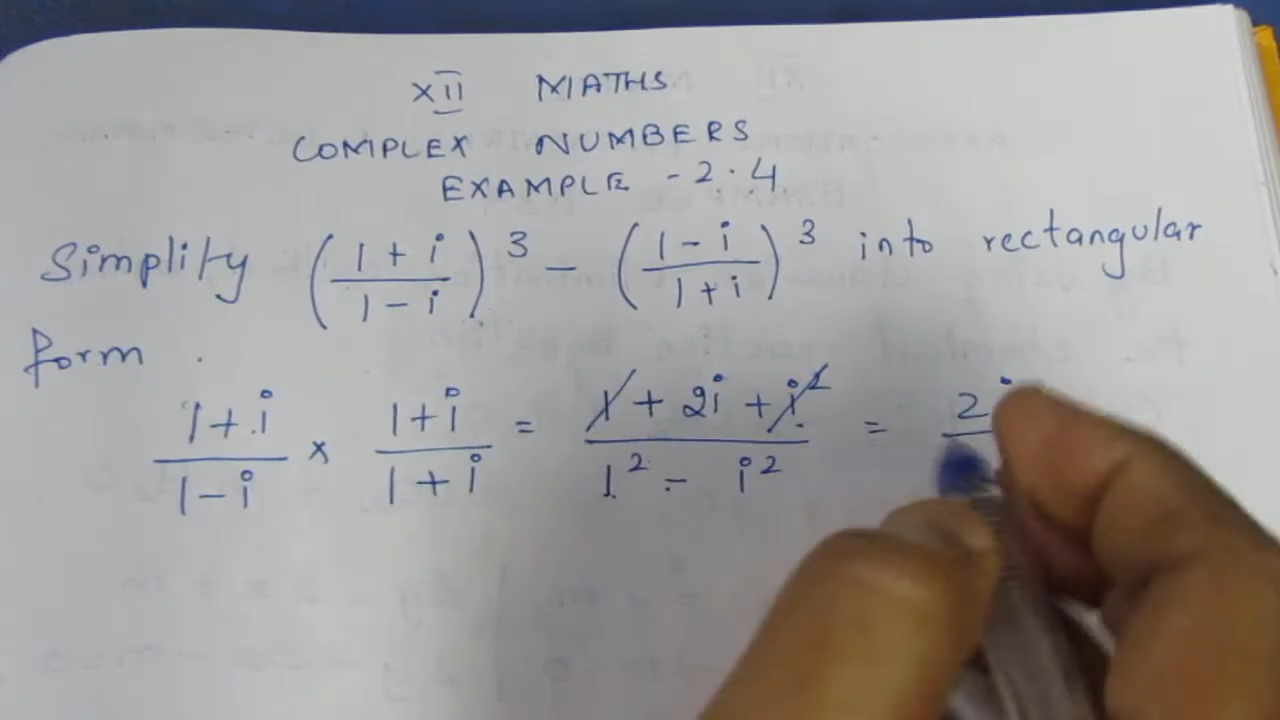 XII MATHS
COMPLEX NUMBERS
EXAMPLE - 2.4
Simplify ( (1 + i) / (1 - i) )³ - ( (1 - i) / (1 + i) )³ into rectangular
form .
(1+i) / (1-i) × (1+i) / (1+i) = (1 + 2i + i²) / (1² - i²) = 2